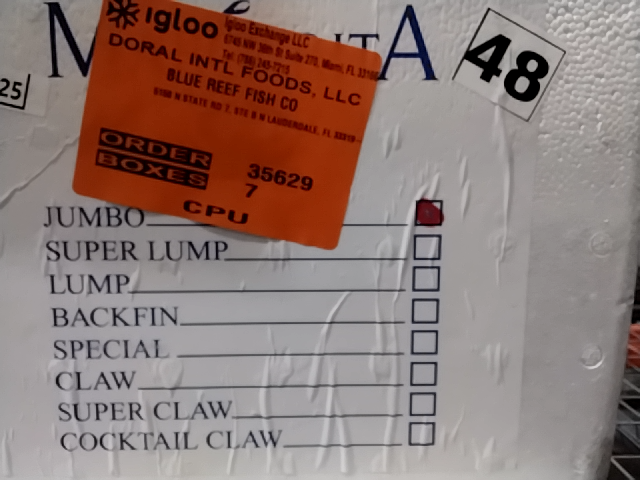 igloo
Igloo Exchange LLC
DORAL INTL FOODS, LLC
BLUE REEF FISH CO
ORDER 35629
BOXES 7
CPU
48
25
JUMBO
SUPER LUMP
LUMP
BACKFIN
SPECIAL
CLAW
SUPER CLAW
COCKTAIL CLAW